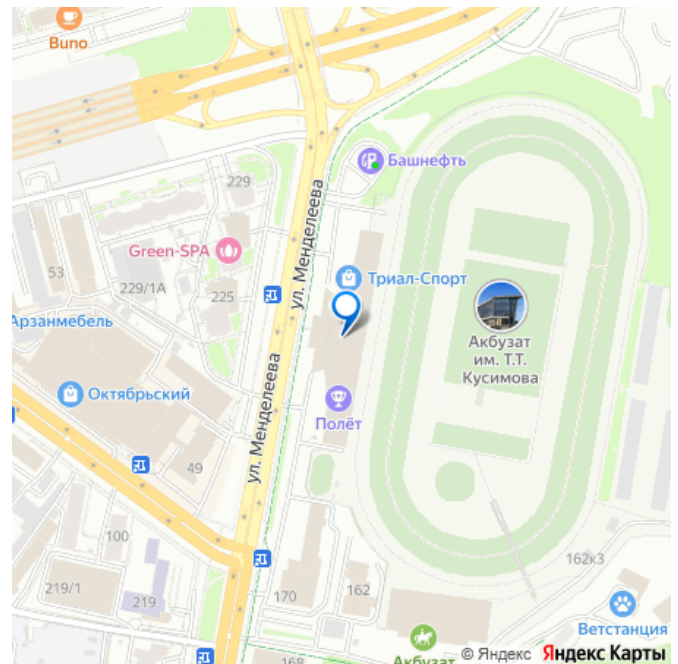 Buno
Башнефть
229
ул. Менделеева
Green-SPA
53
229/1А
225
Триал-Спорт
Арзанмебель
Акбузат
им. Т.Т.
Кусимова
Октябрьский
ул. Менделеева
Полёт
49
100
162к3
219/1
219
170
162
Ветстанция
168
Акбузат
© Яндекс Яндекс Карты